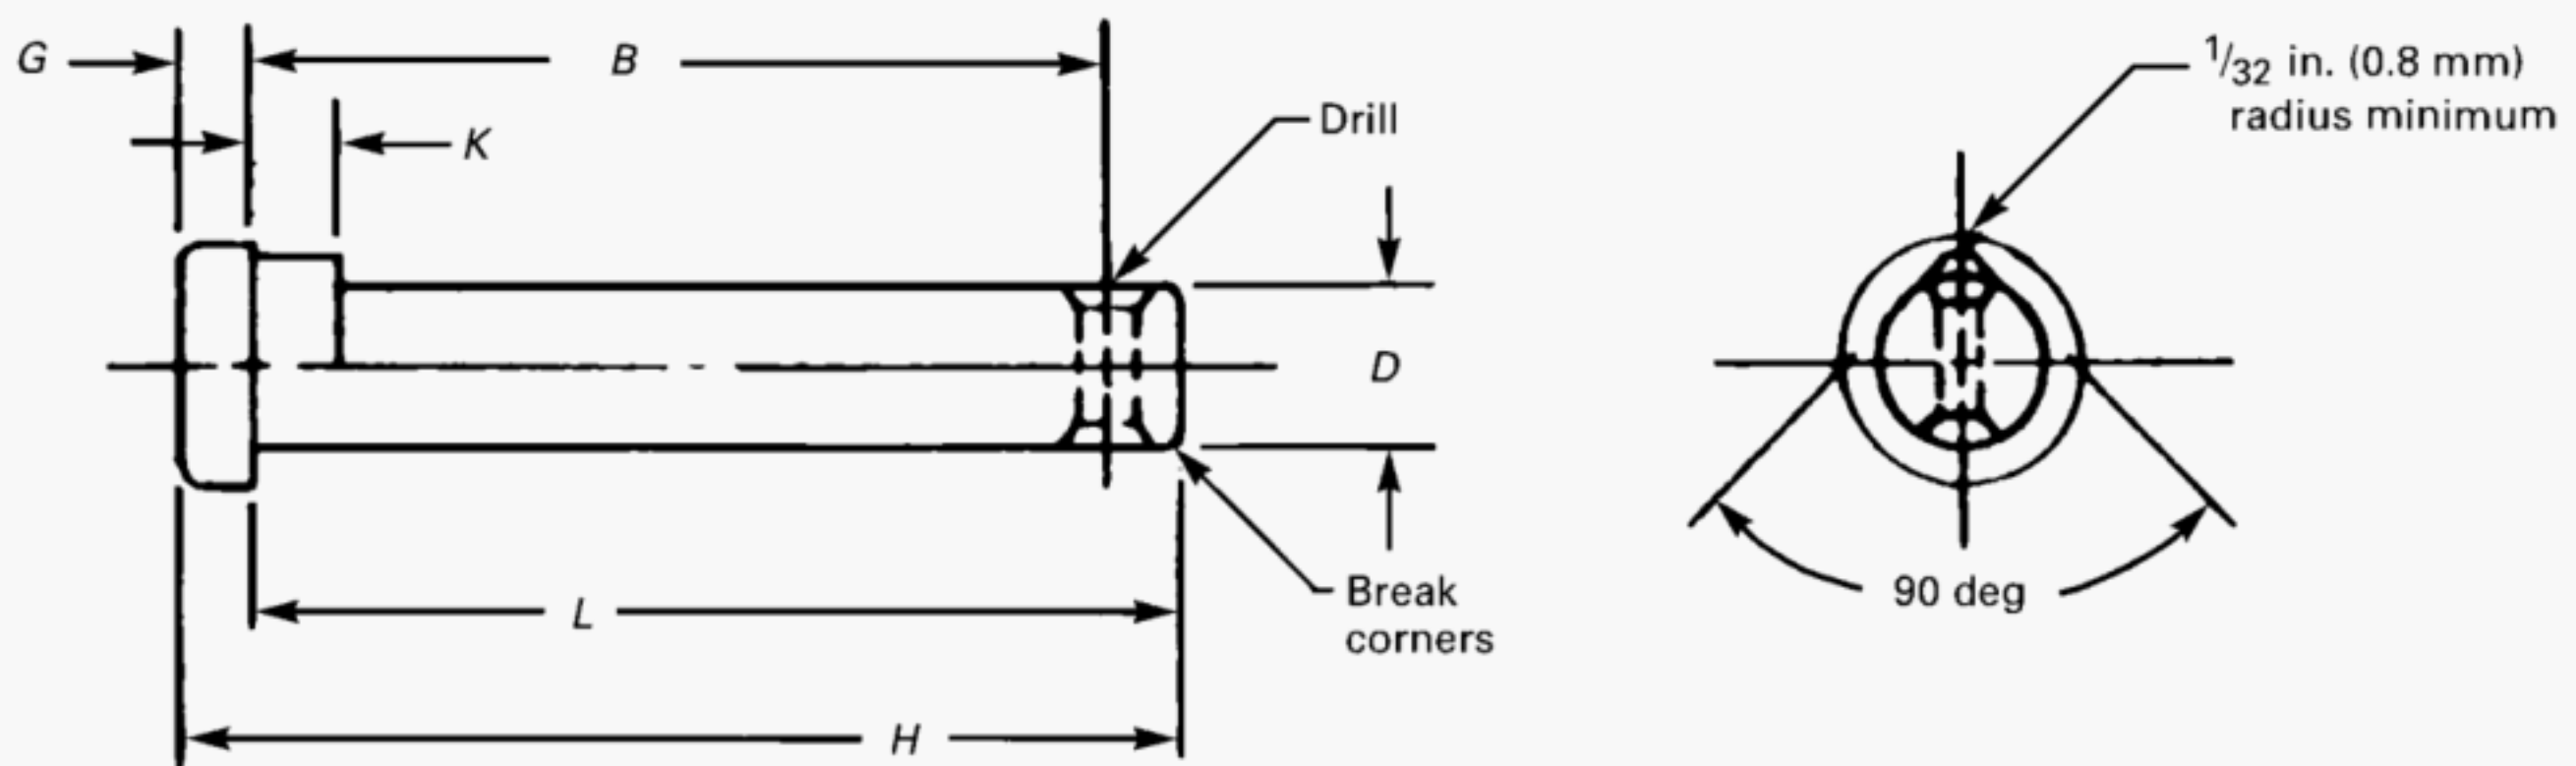 G
B
K
Drill
1/32 in. (0.8 mm)
radius minimum
D
Break
corners
90 deg
L
H